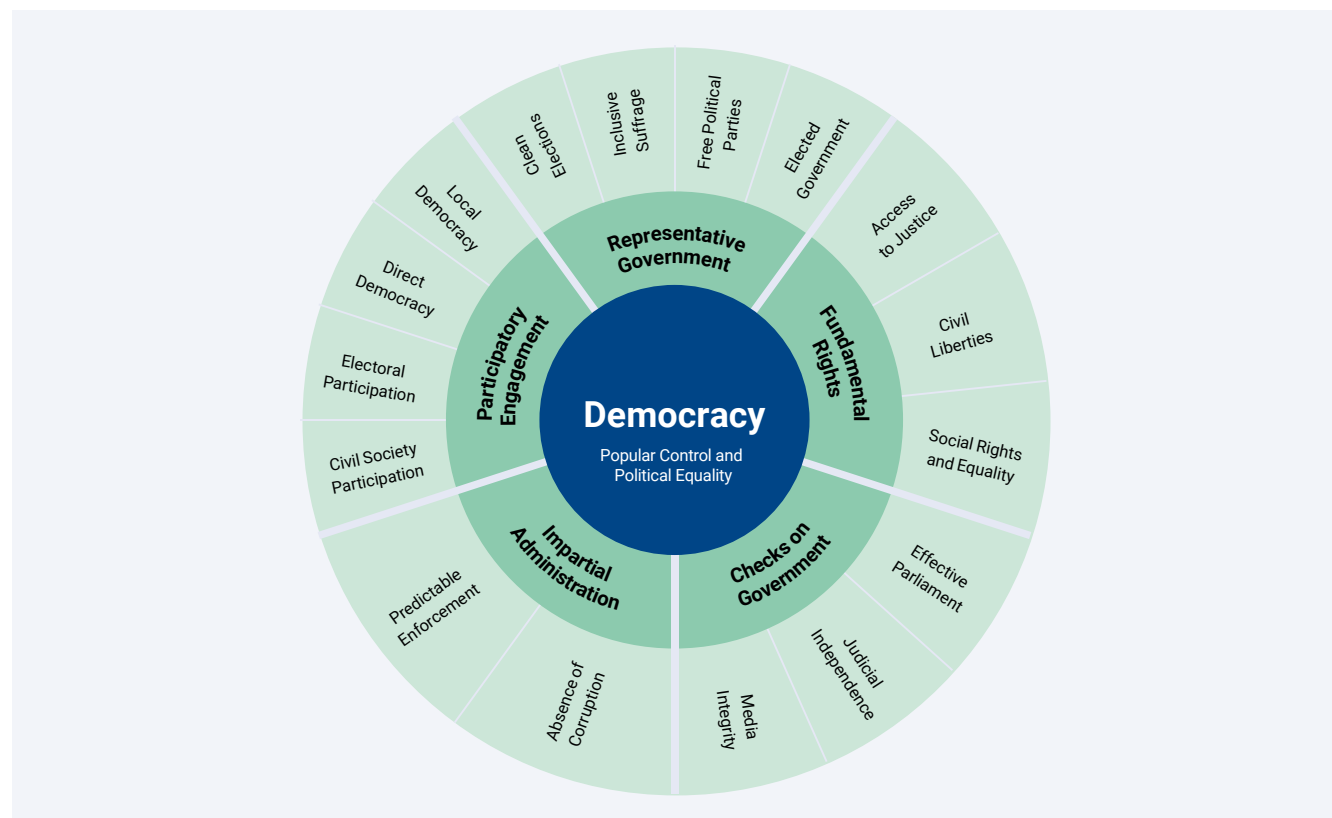 Democracy
Popular Control and
Political Equality
Representative
Government
Clean
Elections
Inclusive
Suffrage
Free Political
Parties
Elected
Government
Fundamental
Rights
Access
to Justice
Civil
Liberties
Social Rights
and Equality
Checks on
Government
Effective
Parliament
Judicial
Independence
Media
Integrity
Impartial
Administration
Absence of
Corruption
Predictable
Enforcement
Participatory
Engagement
Civil Society
Participation
Electoral
Participation
Direct
Democracy
Local
Democracy